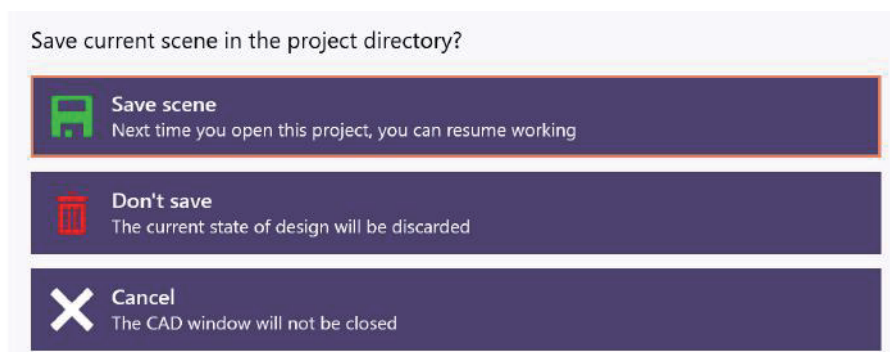 Save current scene in the project directory?
Save scene
Next time you open this project, you can resume working
Don't save
The current state of design will be discarded
Cancel
The CAD window will not be closed